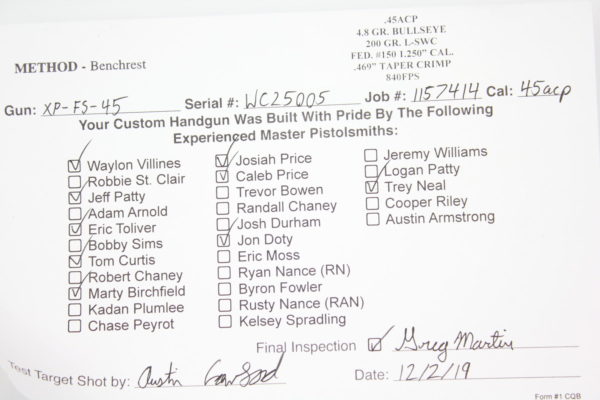 .45ACP
4.8 GR. BULLSEYE
200 GR. L-SWC
FED. #150 1.250" CAL.
.469" TAPER CRIMP
840FPS
METHOD - Benchrest
Gun: XP-FS-45 Serial #: WC25005 Job #: 1157414 Cal: 45acp
Your Custom Handgun Was Built With Pride By The Following
Experienced Master Pistolsmiths:
Waylon Villines
Robbie St. Clair
Jeff Patty
Adam Arnold
Eric Toliver
Bobby Sims
Tom Curtis
Robert Chaney
Marty Birchfield
Kadan Plumlee
Chase Peyrot
Josiah Price
Caleb Price
Trevor Bowen
Randall Chaney
Josh Durham
Jon Doty
Eric Moss
Ryan Nance (RN)
Byron Fowler
Rusty Nance (RAN)
Kelsey Spradling
Jeremy Williams
Logan Patty
Trey Neal
Cooper Riley
Austin Armstrong
Final Inspection Greg Martin
Test Target Shot by: Austin
Date: 12/2/19
Form #1 CQB